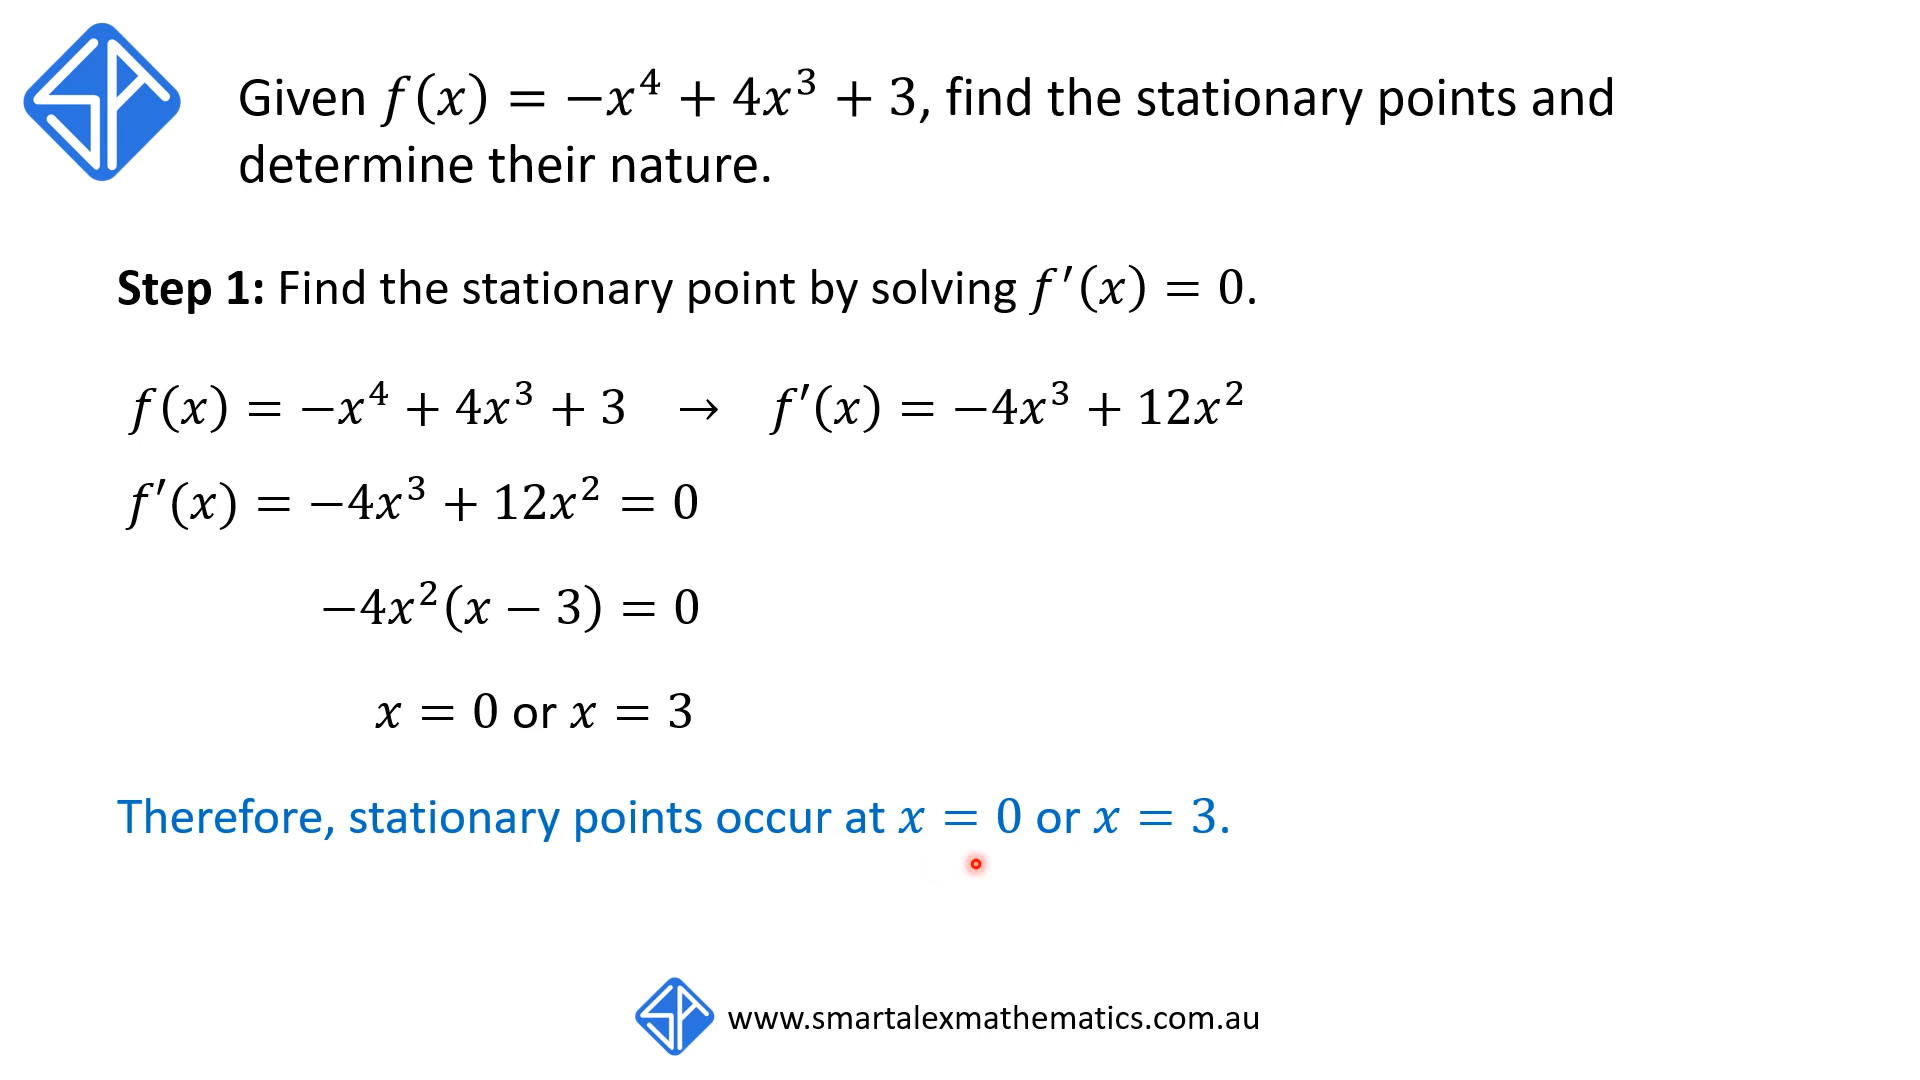 Given f(x) = −x⁴ + 4x³ + 3, find the stationary points and
determine their nature.
Step 1: Find the stationary point by solving f′(x) = 0.
f(x) = −x⁴ + 4x³ + 3 → f′(x) = −4x³ + 12x²
f′(x) = −4x³ + 12x² = 0
−4x²(x − 3) = 0
x = 0 or x = 3
Therefore, stationary points occur at x = 0 or x = 3.
www.smartalexmathematics.com.au